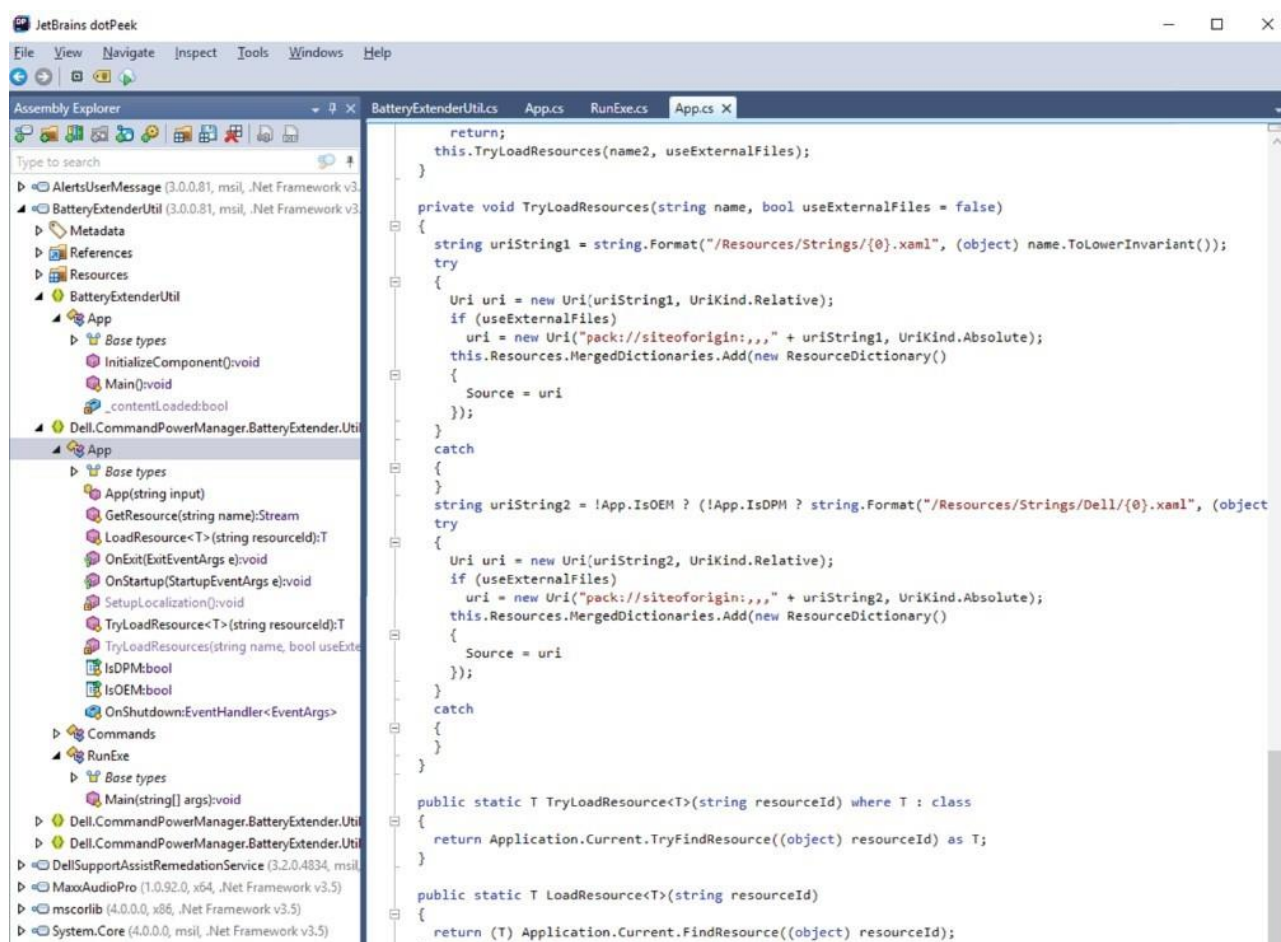 JetBrains dotPeek
File View Navigate Inspect Tools Windows Help
Assembly Explorer
BatteryExtenderUtil.cs App.cs RunExe.cs App.cs
Type to search
AlertsUserMessage (3.0.0.81, msil, .Net Framework v3.
BatteryExtenderUtil (3.0.0.81, msil, .Net Framework v3.
Metadata
References
Resources
BatteryExtenderUtil
App
Base types
InitializeComponent():void
Main():void
_contentLoaded:bool
Dell.CommandPowerManager.BatteryExtender.Util
App
Base types
App(string input)
GetResource(string name):Stream
LoadResource<T>(string resourceId):T
OnExit(ExitEventArgs e):void
OnStartup(StartupEventArgs e):void
SetupLocalization():void
TryLoadResource<T>(string resourceId):T
TryLoadResources(string name, bool useExte
IsDPM:bool
IsOEM:bool
OnShutdown:EventHandler<EventArgs>
Commands
RunExe
Base types
Main(string[] args):void
Dell.CommandPowerManager.BatteryExtender.Util
Dell.CommandPowerManager.BatteryExtender.Util
DellSupportAssistRemedationService (3.2.0.4834, msil,
MaxxAudioPro (1.0.92.0, x64, .Net Framework v3.5)
mscorlib (4.0.0.0, x86, .Net Framework v3.5)
System.Core (4.0.0.0, msil, .Net Framework v3.5)
return;
this.TryLoadResources(name2, useExternalFiles);
}
private void TryLoadResources(string name, bool useExternalFiles = false)
{
string uriString1 = string.Format("/Resources/Strings/{0}.xaml", (object) name.ToLowerInvariant());
try
{
Uri uri = new Uri(uriString1, UriKind.Relative);
if (useExternalFiles)
uri = new Uri("pack://siteoforigin:,,," + uriString1, UriKind.Absolute);
this.Resources.MergedDictionaries.Add(new ResourceDictionary()
{
Source = uri
});
}
catch
{
}
string uriString2 = !App.IsOEM ? (!App.IsDPM ? string.Format("/Resources/Strings/Dell/{0}.xaml", (object
try
{
Uri uri = new Uri(uriString2, UriKind.Relative);
if (useExternalFiles)
uri = new Uri("pack://siteoforigin:,,," + uriString2, UriKind.Absolute);
this.Resources.MergedDictionaries.Add(new ResourceDictionary()
{
Source = uri
});
}
catch
{
}
}
public static T TryLoadResource<T>(string resourceId) where T : class
{
return Application.Current.TryFindResource((object) resourceId) as T;
}
public static T LoadResource<T>(string resourceId)
{
return (T) Application.Current.FindResource((object) resourceId);